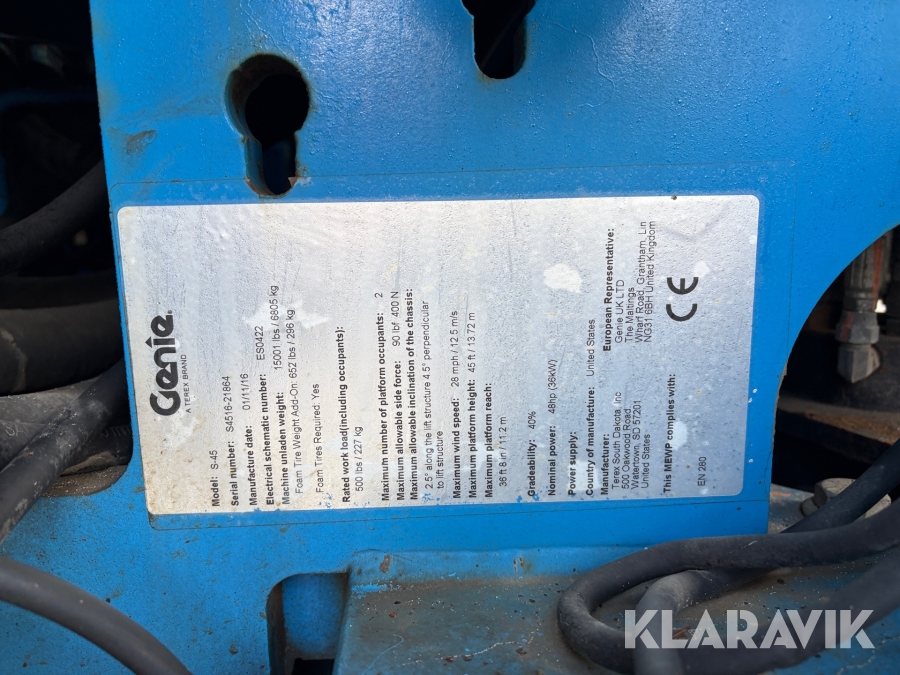 Genie
A TEREX BRAND
Model: S-45
Serial number: S4516-21864
Manufacture date: 01/11/16
Electrical schematic number: ES0422
Machine unladen weight: 15001 lbs / 6805 kg
Foam Tire Weight Add-On: 652 lbs / 296 kg
Foam Tires Required: Yes
Rated work load(including occupants):
500 lbs / 227 kg
Maximum number of platform occupants: 2
Maximum allowable side force: 90 lbf 400 N
Maximum allowable inclination of the chassis:
2.5° along the lift structure 4.5° perpendicular
to lift structure
Maximum wind speed: 28 mph / 12.5 m/s
Maximum platform height: 45 ft / 13.72 m
Maximum platform reach:
36 ft 8 in / 11.2 m
Gradeability: 40%
Nominal power: 48hp (36kW)
Power supply:
Country of manufacture: United States
Manufacturer:
Terex South Dakota, Inc
500 Oakwood Road,
Watertown, SD 57201
United States
European Representative:
Genie UK LTD
The Maltings
Wharf Road, Grantham, Lin
NG31 6BH United Kingdom
This MEWP complies with:
EN 280
CE
KLARAVIK